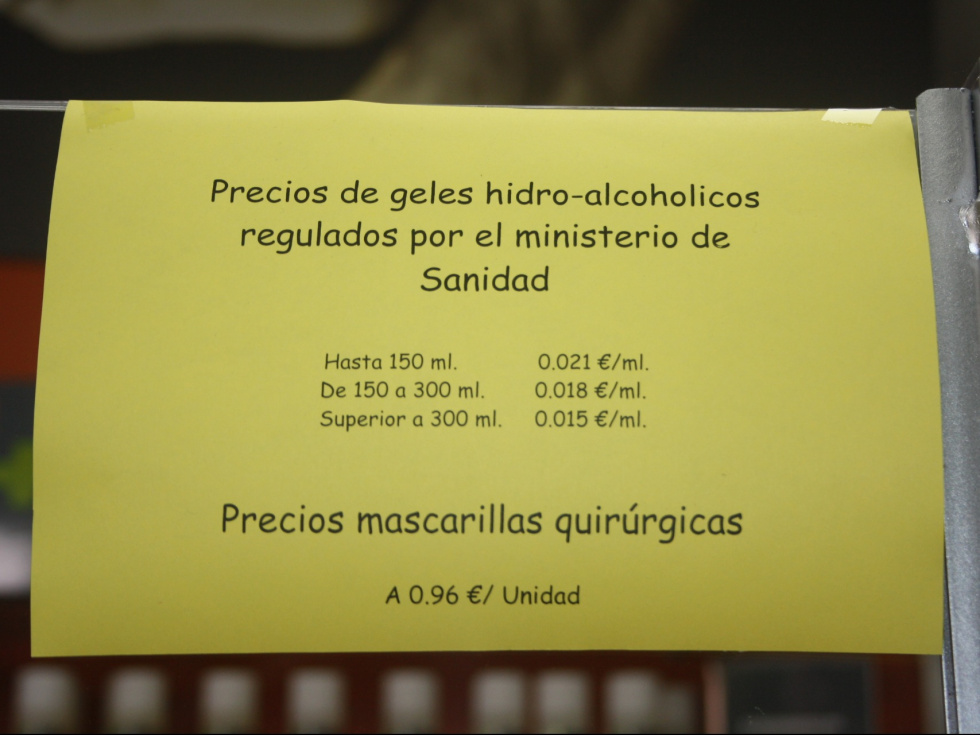 Precios de geles hidro-alcoholicos
regulados por el ministerio de
Sanidad
Hasta 150 ml. 0.021 €/ml.
De 150 a 300 ml. 0.018 €/ml.
Superior a 300 ml. 0.015 €/ml.
Precios mascarillas quirúrgicas
A 0.96 €/ Unidad